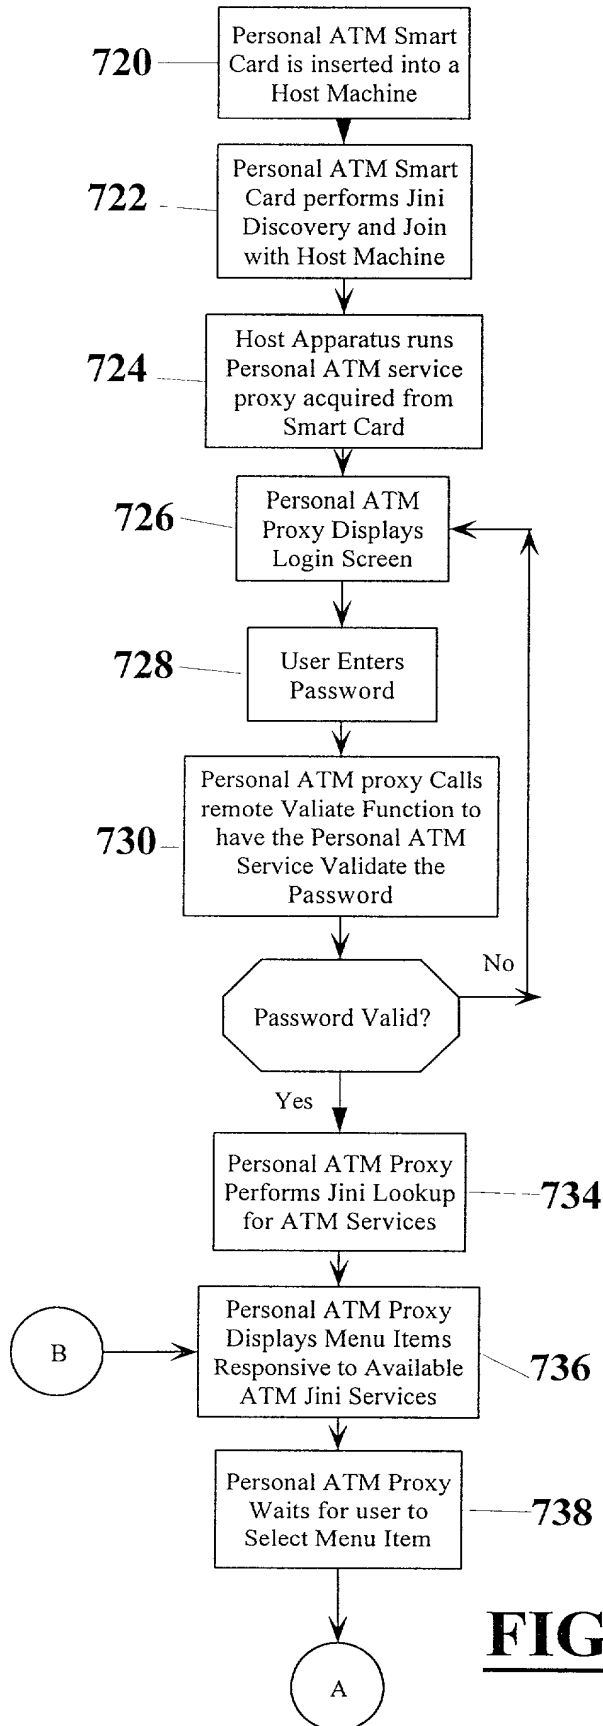 720
Personal ATM Smart
Card is inserted into a
Host Machine
722
Personal ATM Smart
Card performs Jini
Discovery and Join
with Host Machine
724
Host Apparatus runs
Personal ATM service
proxy acquired from
Smart Card
726
Personal ATM
Proxy Displays
Login Screen
728
User Enters
Password
730
Personal ATM proxy Calls
remote Valiate Function to
have the Personal ATM
Service Validate the
Password
No
Password Valid?
Yes
Personal ATM Proxy
Performs Jini Lookup
for ATM Services
734
B
Personal ATM Proxy
Displays Menu Items
Responsive to Available
ATM Jini Services
736
Personal ATM Proxy
Waits for user to
Select Menu Item
738
FIG
A